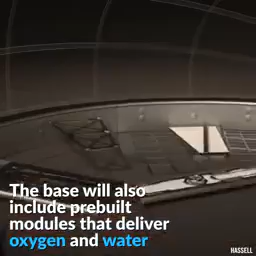 The base will also
include prebuilt
modules that deliver
oxygen and water
HASSELL